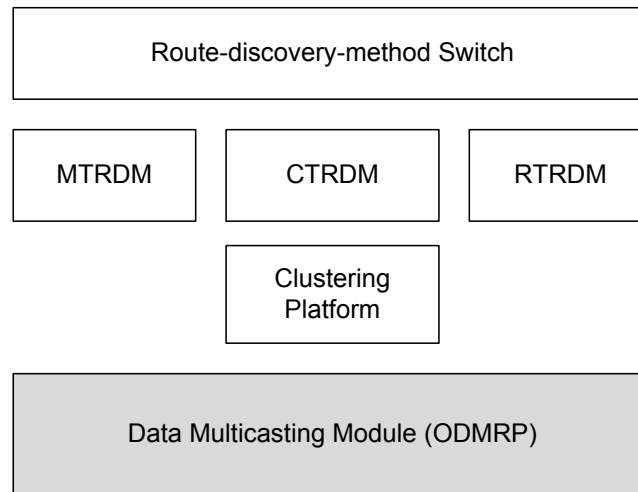 Route-discovery-method Switch
MTRDM
CTRDM
RTRDM
Clustering
Platform
Data Multicasting Module (ODMRP)